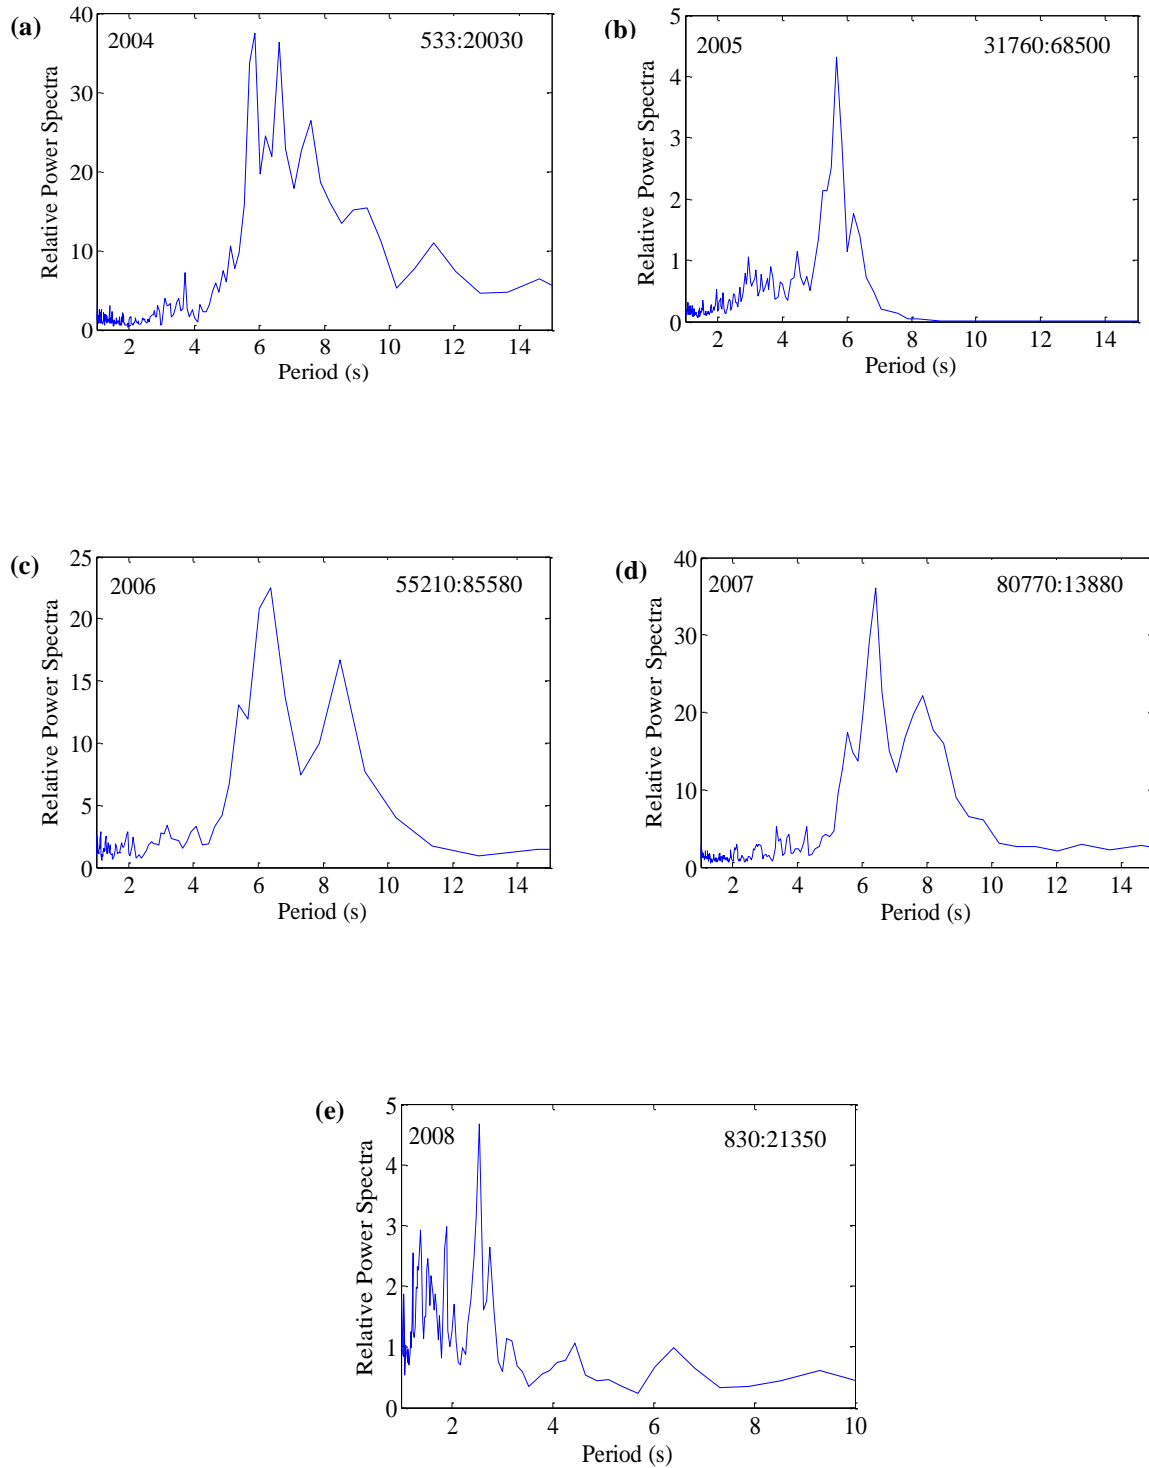 (a)
2004
533:20030
40
30
20
10
0
2 4 6 8 10 12 14
Relative Power Spectra
Period (s)
(b)
2005
31760:68500
5
4
3
2
1
0
2 4 6 8 10 12 14
Relative Power Spectra
Period (s)
(c)
2006
55210:85580
25
20
15
10
5
0
2 4 6 8 10 12 14
Relative Power Spectra
Period (s)
(d)
2007
80770:13880
40
30
20
10
0
2 4 6 8 10 12 14
Relative Power Spectra
Period (s)
(e)
2008
830:21350
5
4
3
2
1
0
2 4 6 8 10
Relative Power Spectra
Period (s)